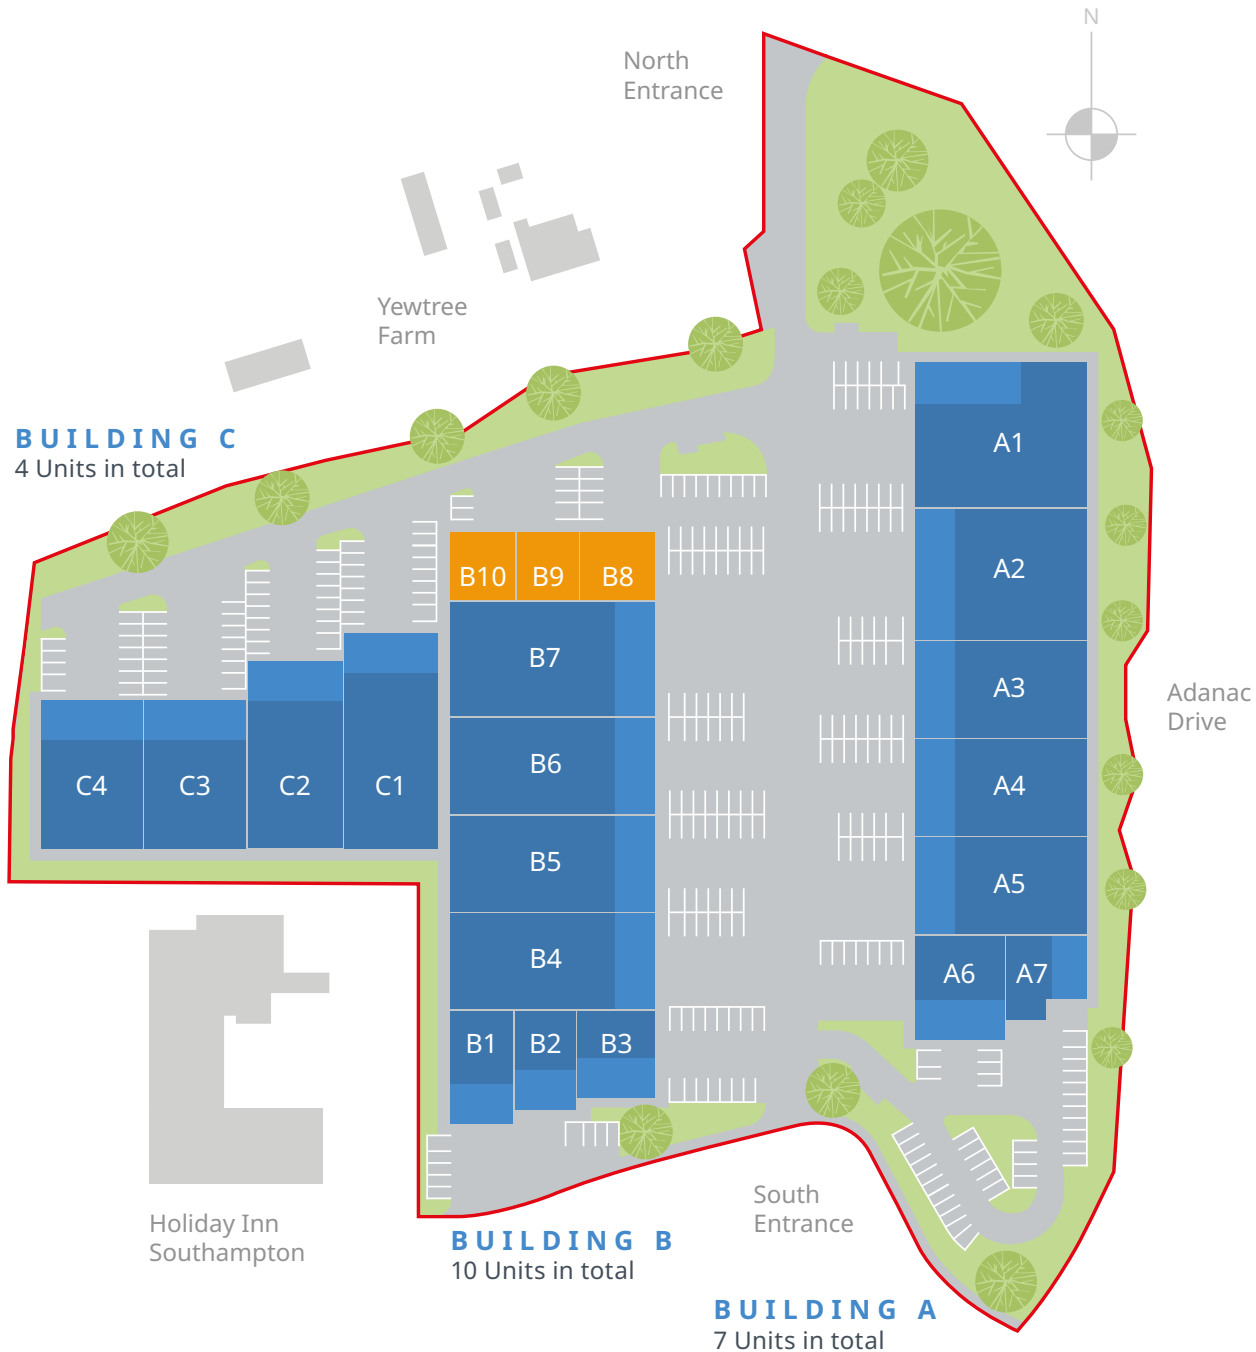 N
North
Entrance
Yewtree
Farm
BUILDING C
4 Units in total
A1
A2
A3
A4
A5
A6
A7
Adanac
Drive
B10
B9
B8
B7
B6
B5
B4
B1
B2
B3
C4
C3
C2
C1
Holiday Inn
Southampton
South
Entrance
BUILDING B
10 Units in total
BUILDING A
7 Units in total